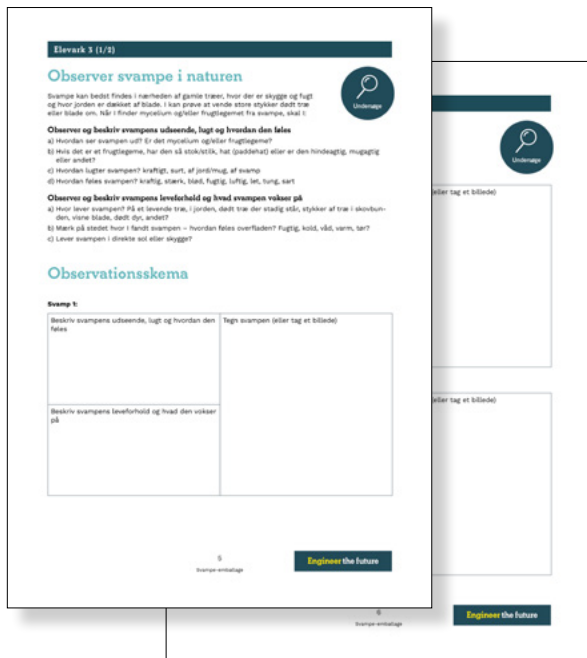 Elevark 3 (1/2)
Observer svampe i naturen
Svampe kan bedst findes i nærheden af gamle træer, hvor der er skygge og fugt
og hvor jorden er dækket af blade. I kan prøve at vende store stykker dødt træ
eller blade om. Når I finder mycelium og/eller frugtlegemet fra svampe, skal I:
Undersøge
Observer og beskriv svampens udseende, lugt og hvordan den føles
a) Hvordan ser svampen ud? Er det mycelium og/eller frugtlegeme?
b) Hvis det er et frugtlegeme, har den så stok/stilk, hat (paddehat) eller er den hindeagtig, mugagtig
eller andet?
c) Hvordan lugter svampen? kraftigt, surt, af jord/mug, af svamp
d) Hvordan føles svampen? kraftig, stærk, blød, fugtig, luftig, let, tung, sart
Observer og beskriv svampens leveforhold og hvad svampen vokser på
a) Hvor lever svampen? På et levende træ, i jorden, dødt træ der stadig står, stykker af træ i skovbun-
den, visne blade, dødt dyr, andet?
b) Mærk på stedet hvor I fandt svampen – hvordan føles overfladen? Fugtig, kold, våd, varm, tør?
c) Lever svampen i direkte sol eller skygge?
Observationsskema
Svamp 1:
Beskriv svampens udseende, lugt og hvordan den
føles
Tegn svampen (eller tag et billede)
Beskriv svampens leveforhold og hvad den vokser
på
5
Svampe-emballage
Engineer the future
Undersøge
(eller tag et billede)
(eller tag et billede)
6
Svampe-emballage
Engineer the future